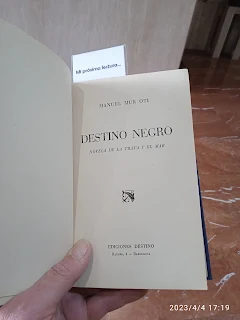 Mi próxima lectura...
MANUEL MUR OTI
DESTINO NEGRO
NOVELA DE LA TRATA Y EL MAR
EDICIONES DESTINO
BARCELONA
2023/4/4 17:19